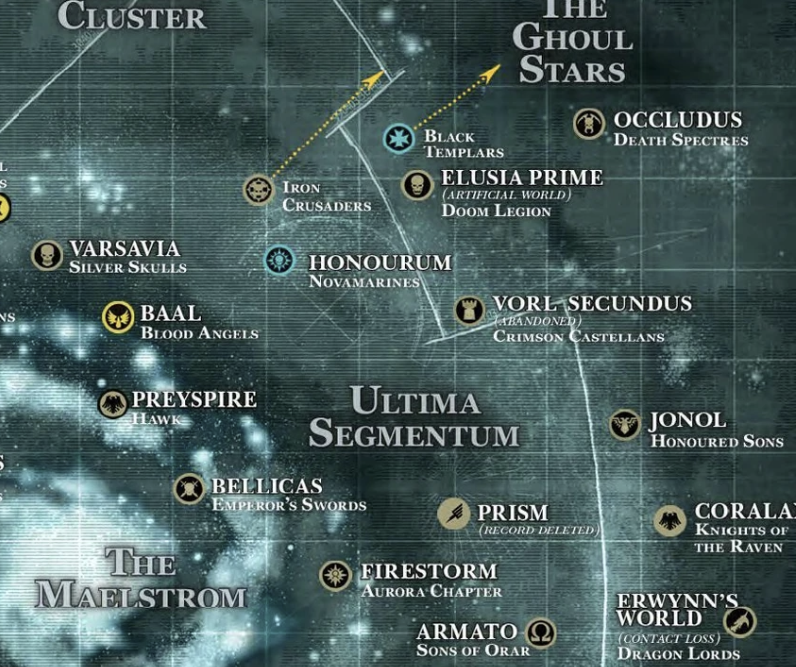 CLUSTER
THE
GHOUL
STARS
OCCLUDUS
DEATH SPECTRES
BLACK
TEMPLARS
ELUSIA PRIME
(ARTIFICIAL WORLD)
DOOM LEGION
IRON
CRUSADERS
VARSAVIA
SILVER SKULLS
HONOURUM
NOVAMARINES
BAAL
BLOOD ANGELS
VORL SECUNDUS
(ABANDONED)
CRIMSON CASTELLANS
PREYSPIRE
HAWK
ULTIMA
SEGMENTUM
JONOL
HONOURED SONS
BELLICAS
EMPEROR'S SWORDS
PRISM
(RECORD DELETED)
CORALA
KNIGHTS OF
THE RAVEN
THE
MAELSTROM
FIRESTORM
AURORA CHAPTER
ARMATO
SONS OF ORAR
ERWYNN'S
WORLD
(CONTACT LOSS)
DRAGON LORDS